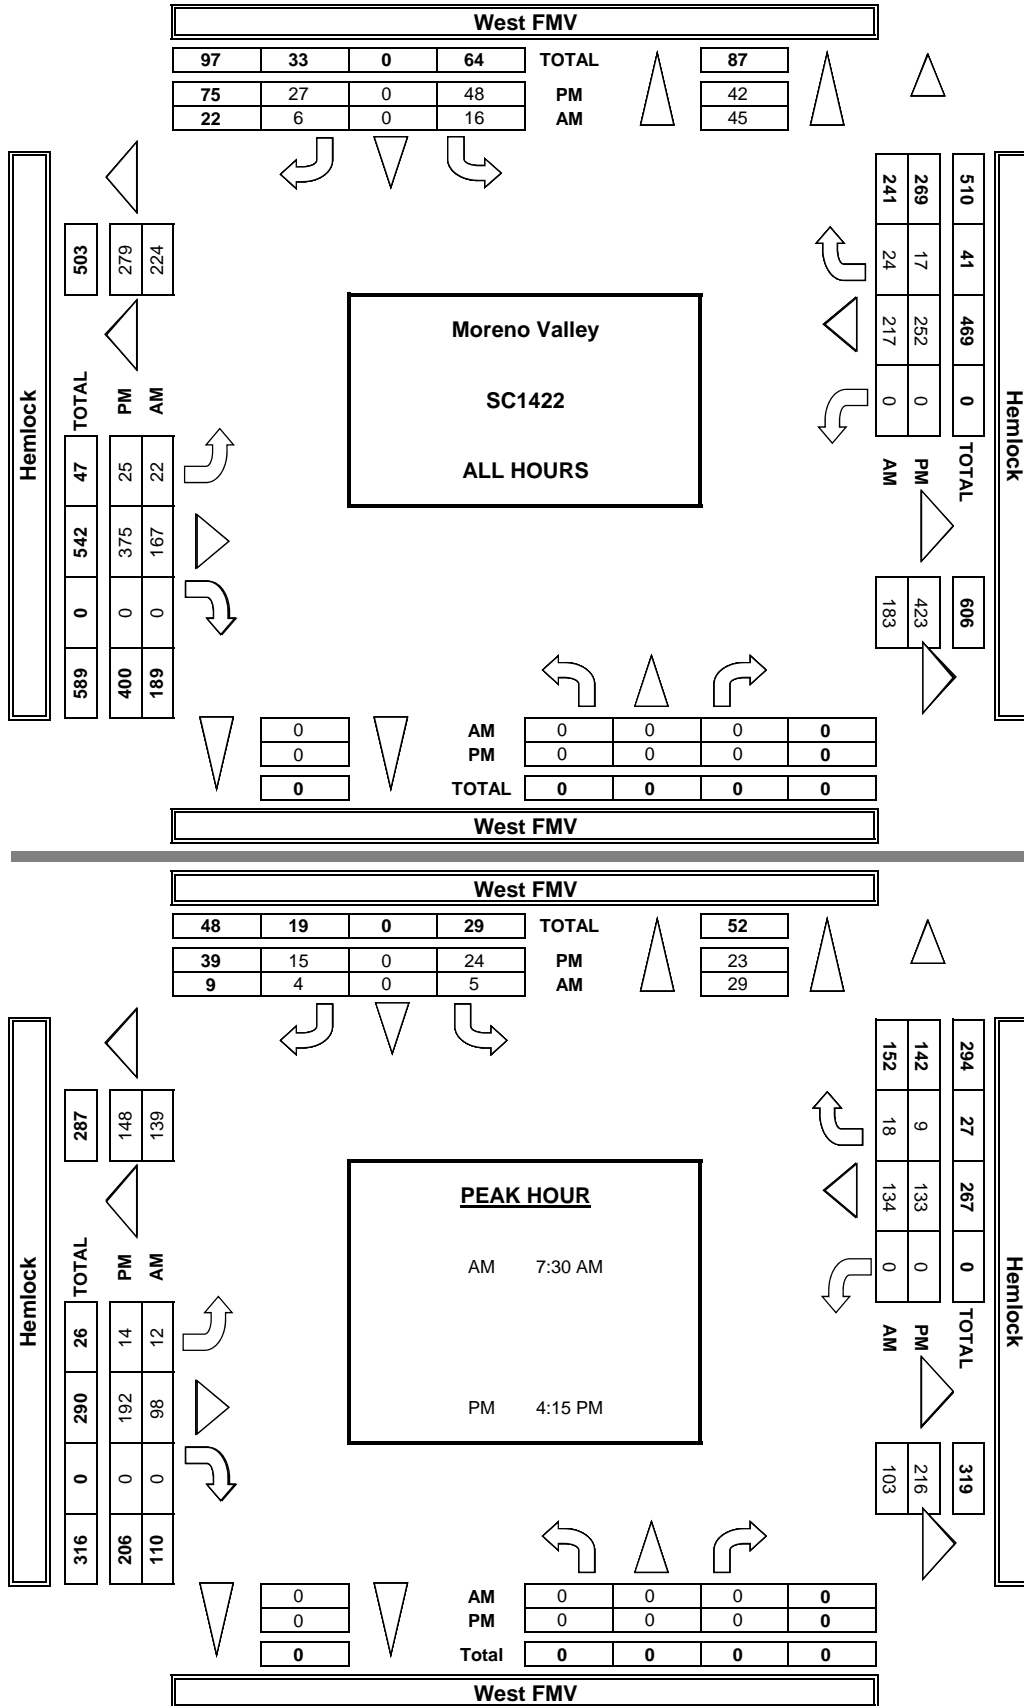 West FMV
97 33 0 64 TOTAL 87
75 27 0 48 PM 42
22 6 0 16 AM 45
Hemlock
503 279 224
TOTAL PM AM
47 25 22
542 375 167
0 0 0
589 400 189
Moreno Valley
SC1422
ALL HOURS
241 269 510
24 17 41
217 252 469
0 0 0
AM PM TOTAL
183 423 606
Hemlock
0 AM 0 0 0 0
0 PM 0 0 0 0
0 TOTAL 0 0 0 0
West FMV
West FMV
48 19 0 29 TOTAL 52
39 15 0 24 PM 23
9 4 0 5 AM 29
Hemlock
287 148 139
TOTAL PM AM
26 14 12
290 192 98
0 0 0
316 206 110
PEAK HOUR
AM 7:30 AM
PM 4:15 PM
152 142 294
18 9 27
134 133 267
0 0 0
AM PM TOTAL
103 216 319
Hemlock
0 AM 0 0 0 0
0 PM 0 0 0 0
0 Total 0 0 0 0
West FMV